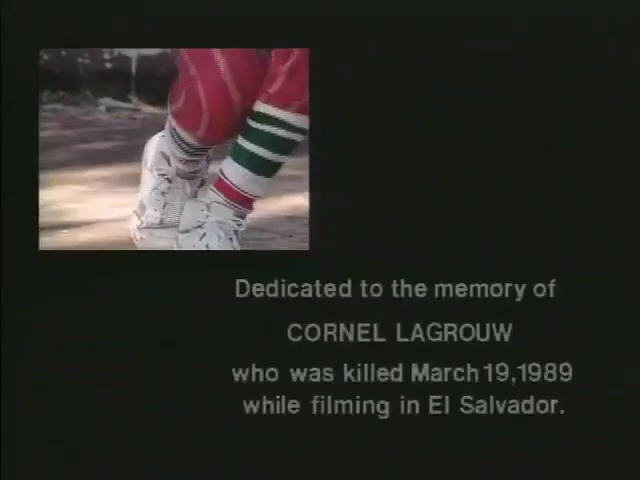 Dedicated to the memory of
CORNEL LAGROUW
who was killed March 19,1989
while filming in El Salvador.